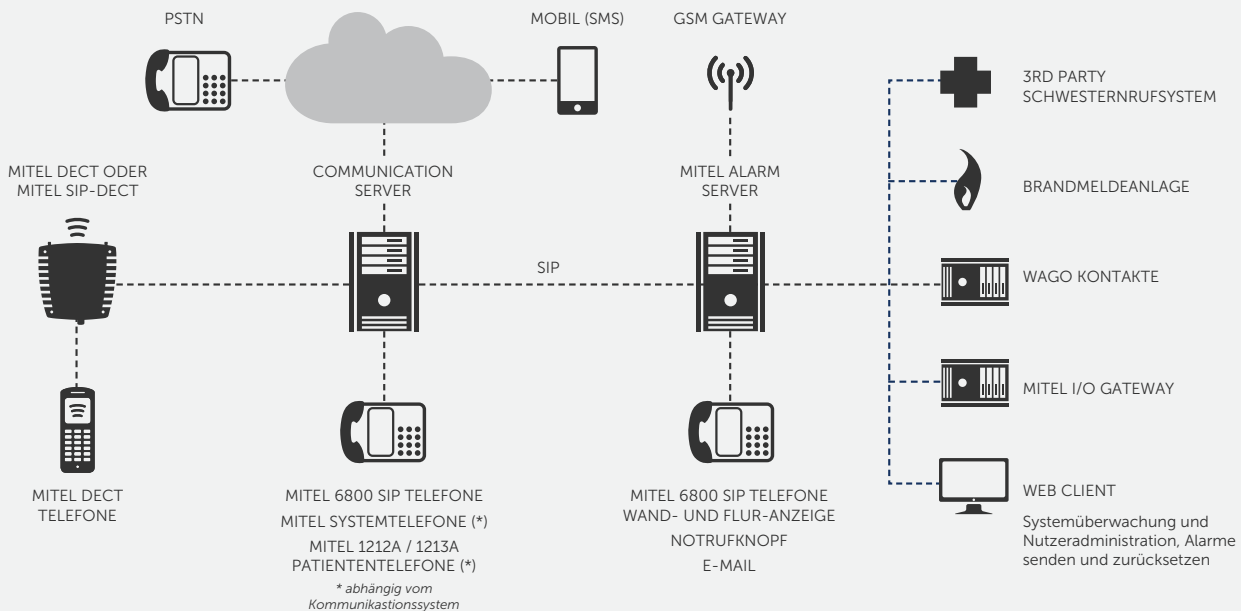 PSTN
MOBIL (SMS)
GSM GATEWAY
3RD PARTY
SCHWESTERNRUFSYSTEM
MITEL DECT ODER
MITEL SIP-DECT
COMMUNICATION
SERVER
MITEL ALARM
SERVER
BRANDMELDEANLAGE
SIP
WAGO KONTAKTE
MITEL I/O GATEWAY
MITEL DECT
TELEFONE
MITEL 6800 SIP TELEFONE
MITEL SYSTEMTELEFONE (*)
MITEL 1212A / 1213A
PATIENTENTELEFONE (*)
* abhängig vom
Kommunikastionssystem
MITEL 6800 SIP TELEFONE
WAND- UND FLUR-ANZEIGE
NOTRUFKNOPF
E-MAIL
WEB CLIENT
Systemüberwachung und
Nutzeradministration, Alarme
senden und zurücksetzen